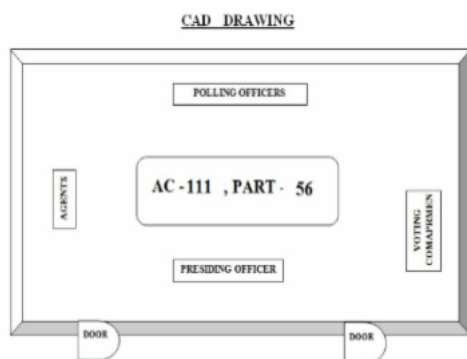 CAD DRAWING
POLLING OFFICERS
AGENTS
AC -111 , PART - 56
VOTING
COMAPRMEN
PRESIDING OFFICER
DOOR
DOOR